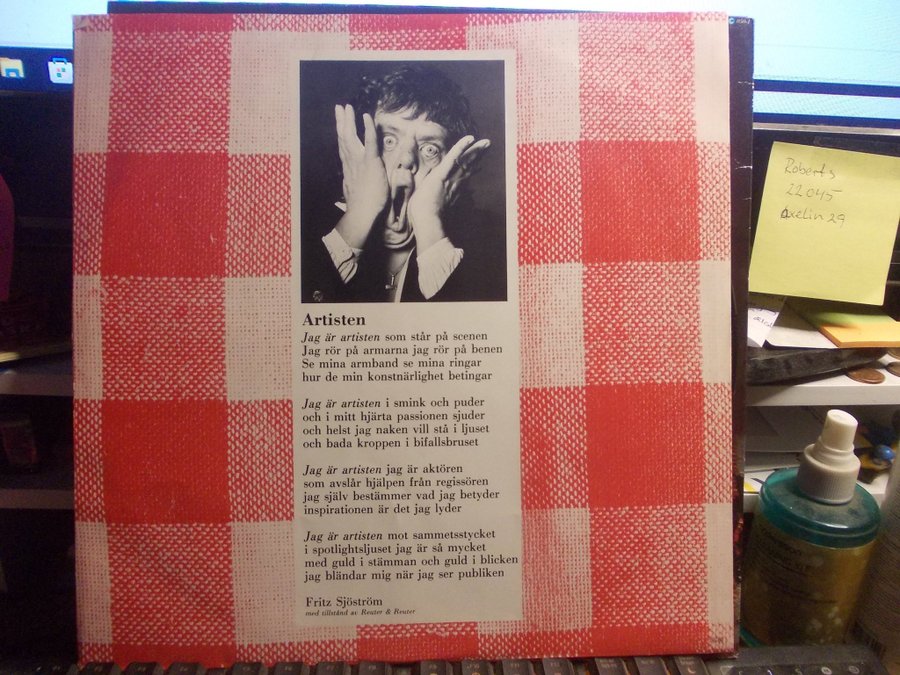 Artisten
Jag är artisten som står på scenen
Jag rör på armarna jag rör på benen
Se mina armband se mina ringar
hur de min konstnärlighet betingar
Jag är artisten i smink och puder
och i mitt hjärta passionen sjuder
och helst jag naken vill stå i ljuset
och bada kroppen i bifallsbruset
Jag är artisten jag är aktören
som avslår hjälpen från regissören
jag själv bestämmer vad jag betyder
inspirationen är det jag lyder
Jag är artisten mot sammetsstycket
i spotlightsljuset jag är så mycket
med guld i stämman och guld i blicken
jag bländar mig när jag ser publiken
Fritz Sjöström
med tillstånd av Reuter & Reuter
Roberts
22045
axelin29